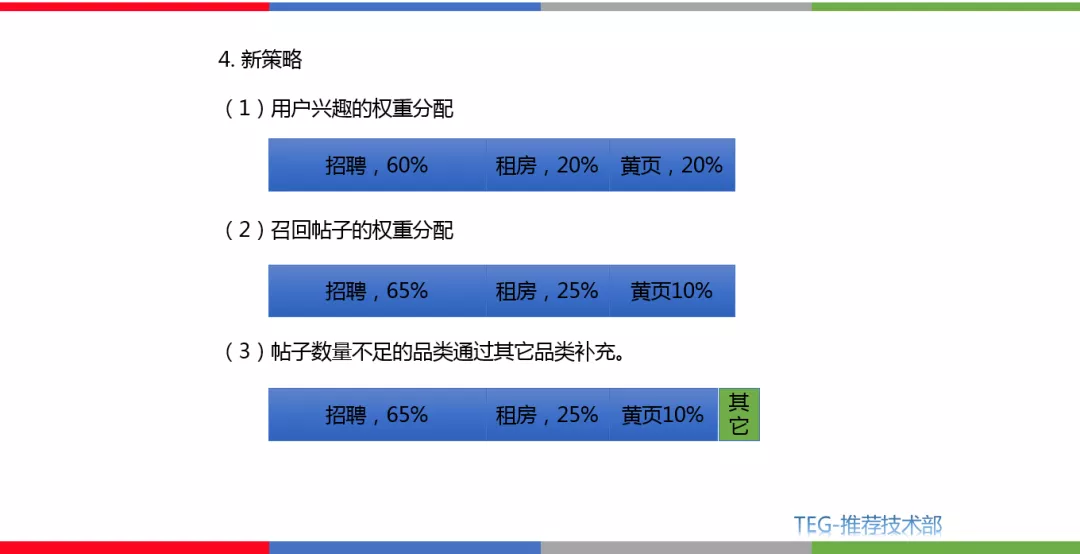 4. 新策略
（1）用户兴趣的权重分配
招聘，60% 租房，20% 黄页，20%
（2）召回帖子的权重分配
招聘，65% 租房，25% 黄页10%
（3）帖子数量不足的品类通过其它品类补充。
招聘，65% 租房，25% 黄页10% 其它
TEG-推荐技术部